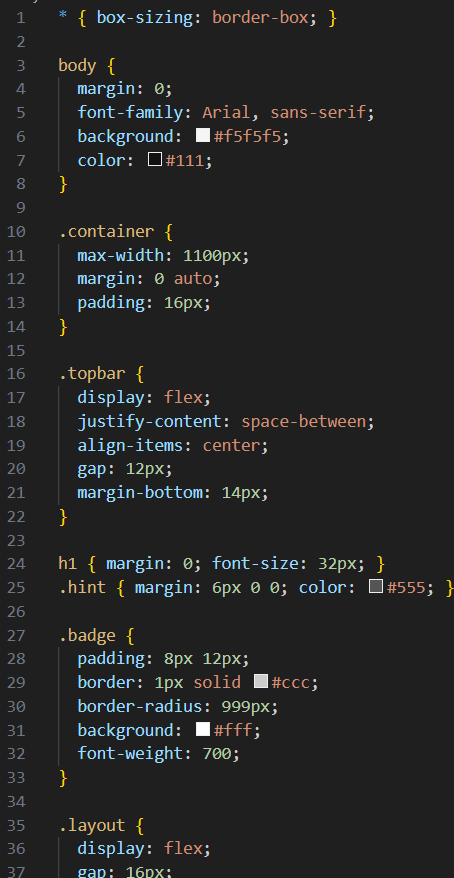 1 * { box-sizing: border-box; }
2
3 body {
4   margin: 0;
5   font-family: Arial, sans-serif;
6   background: #f5f5f5;
7   color: #111;
8 }
9
10 .container {
11   max-width: 1100px;
12   margin: 0 auto;
13   padding: 16px;
14 }
15
16 .topbar {
17   display: flex;
18   justify-content: space-between;
19   align-items: center;
20   gap: 12px;
21   margin-bottom: 14px;
22 }
23
24 h1 { margin: 0; font-size: 32px; }
25 .hint { margin: 6px 0 0; color: #555; }
26
27 .badge {
28   padding: 8px 12px;
29   border: 1px solid #ccc;
30   border-radius: 999px;
31   background: #fff;
32   font-weight: 700;
33 }
34
35 .layout {
36   display: flex;
37   gap: 16px;